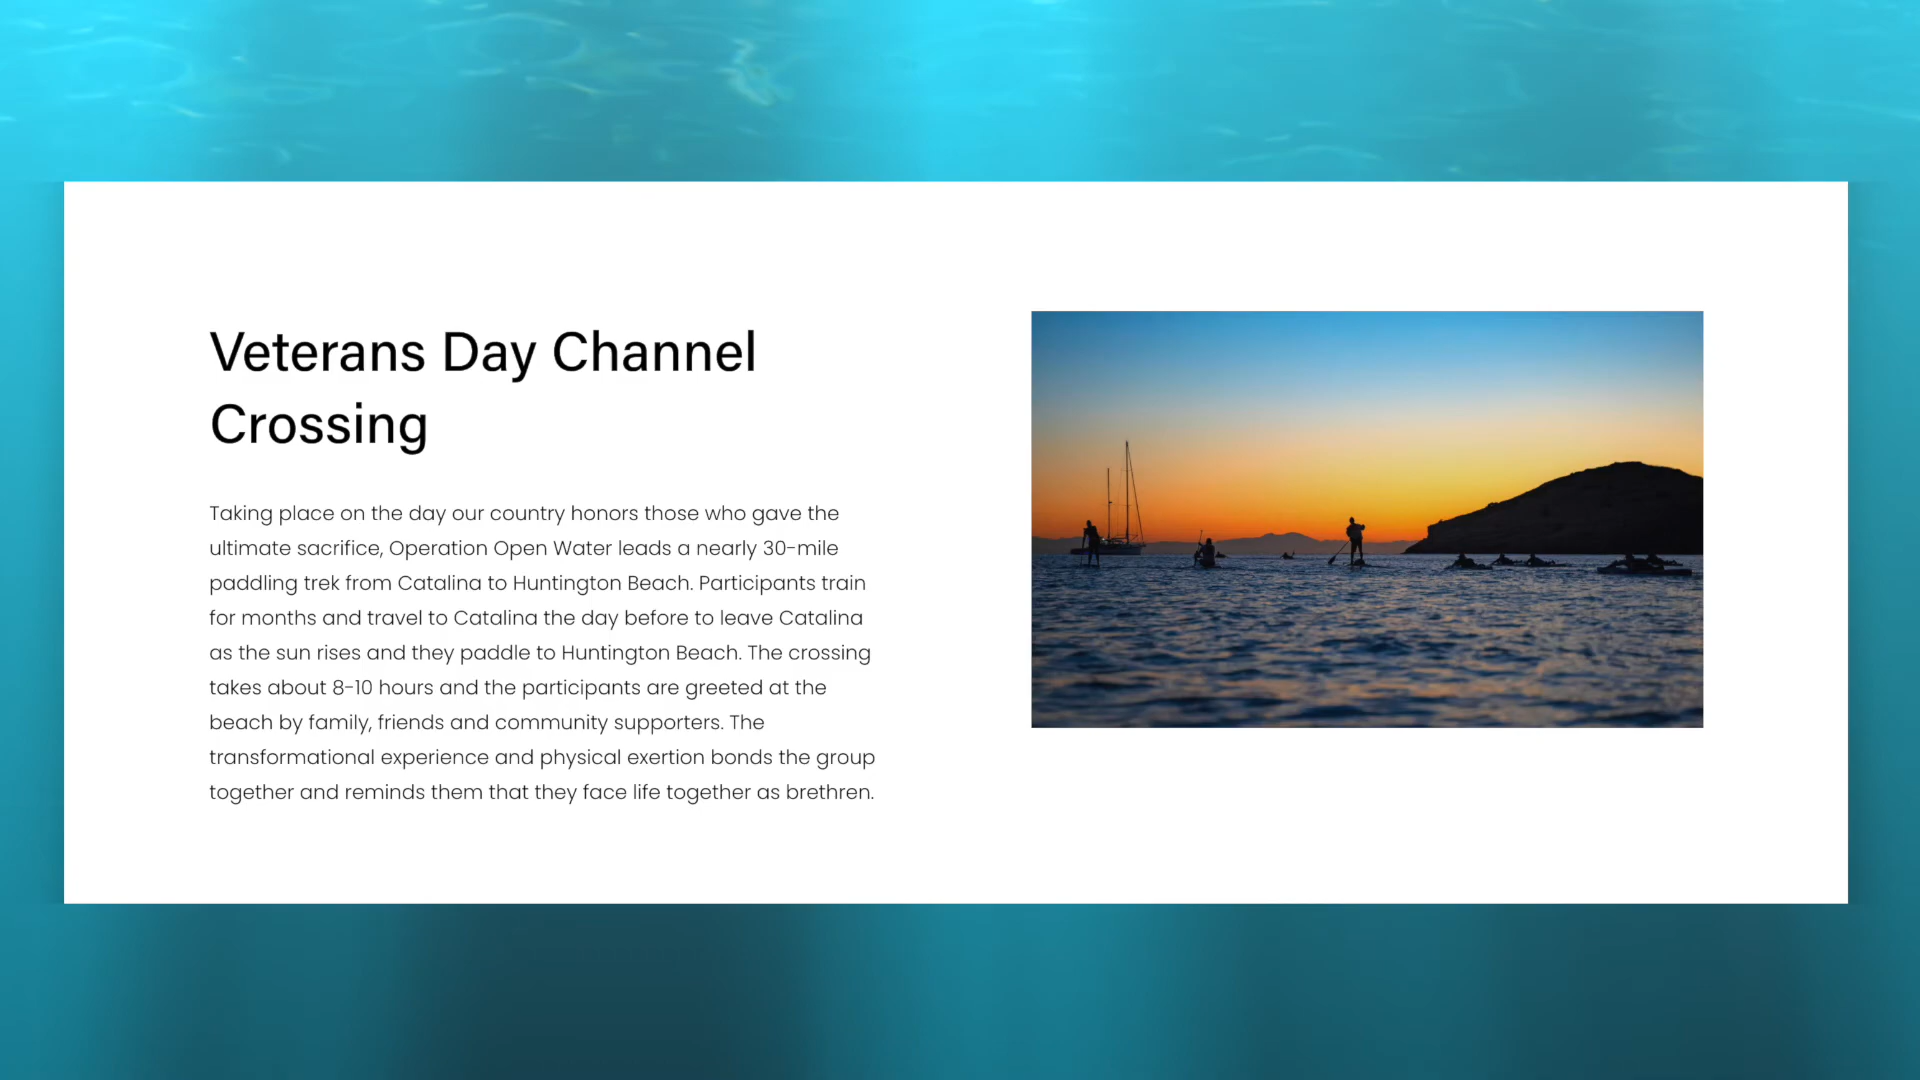 Veterans Day Channel
Crossing
Taking place on the day our country honors those who gave the
ultimate sacrifice, Operation Open Water leads a nearly 30-mile
paddling trek from Catalina to Huntington Beach. Participants train
for months and travel to Catalina the day before to leave Catalina
as the sun rises and they paddle to Huntington Beach. The crossing
takes about 8-10 hours and the participants are greeted at the
beach by family, friends and community supporters. The
transformational experience and physical exertion bonds the group
together and reminds them that they face life together as brethren.